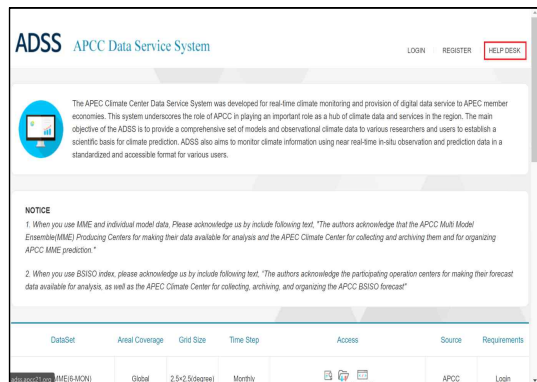 ADSS APCC Data Service System
LOGIN REGISTER HELP DESK
The APEC Climate Center Data Service System was developed for real-time climate monitoring and provision of digital data service to APEC member
economies. This system underscores the role of APCC in playing an important role as a hub of climate data and services in the region. The main
objective of the ADSS is to provide a comprehensive set of models and observational climate data to various researchers and users to establish a
scientific basis for climate prediction. ADSS also aims to monitor climate information using near real-time in-situ observation and prediction data in a
standardized and accessible format for various users.
NOTICE
1. When you use MME and individual model data, Please acknowledge us by include following text, "The authors acknowledge that the APCC Multi Model
Ensemble(MME) Producing Centers for making their data available for analysis and the APEC Climate Center for collecting and archiving them and for organizing
APCC MME prediction."
2. When you use BSISO index, please acknowledge us by include following text, "The authors acknowledge the participating operation centers for making their forecast
data available for analysis, as well as the APEC Climate Center for collecting, archiving, and organizing the APCC BSISO forecast"
DataSet Areal Coverage Grid Size Time Step Access Source Requirements
MME(6-MON) Global 2.5×2.5(degree) Monthly APCC Login